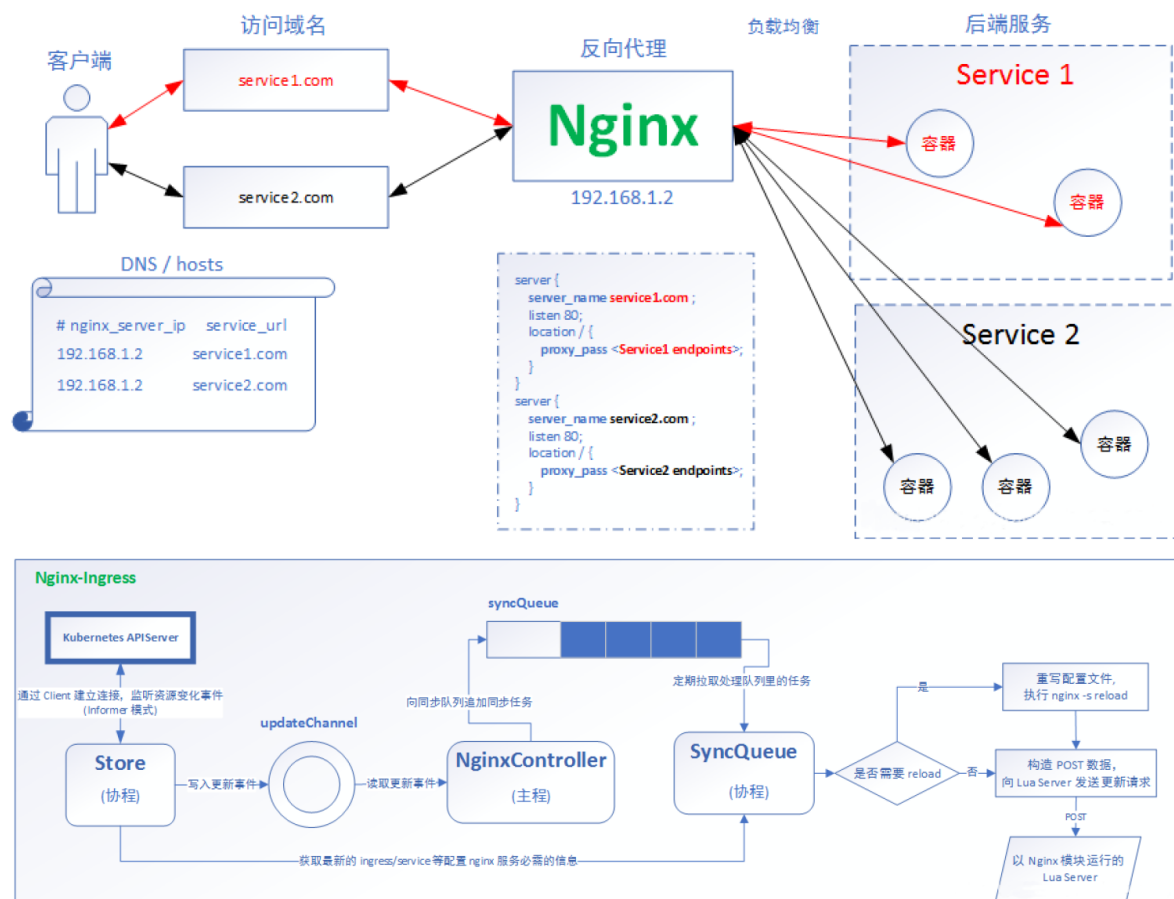 访问域名
客户端
service1.com
service2.com
反向代理
Nginx
192.168.1.2
负载均衡
后端服务
Service 1
容器
容器
Service 2
容器
容器
容器
DNS / hosts
# nginx_server_ip service_url
192.168.1.2 service1.com
192.168.1.2 service2.com
server {
server_name service1.com ;
listen 80;
location / {
proxy_pass <Service1 endpoints>;
}
}
server {
server_name service2.com ;
listen 80;
location / {
proxy_pass <Service2 endpoints>;
}
}
Nginx-Ingress
Kubernetes APIServer
通过 Client 建立连接，监听资源变化事件
(Informer 模式)
Store
(协程)
写入更新事件
updateChannel
读取更新事件
NginxController
(主程)
向同步队列追加同步任务
syncQueue
定期拉取处理队列里的任务
SyncQueue
(协程)
获取最新的 ingress/service 等配置 nginx 服务必需的信息
是否需要 reload
是
否
重写配置文件,
执行 nginx -s reload
构造 POST 数据，
向 Lua Server 发送更新请求
POST
以 Nginx 模块运行的
Lua Server